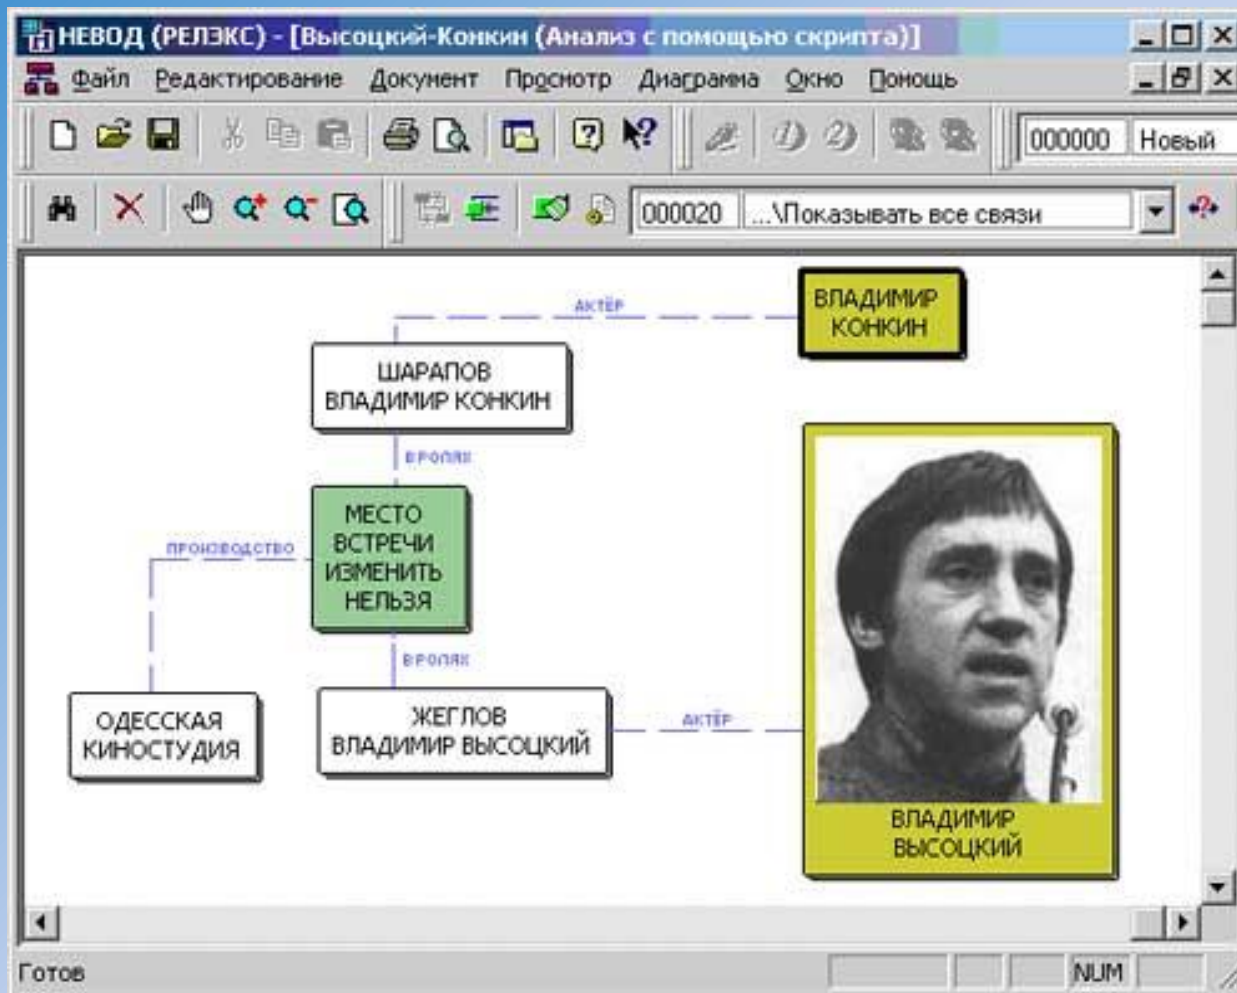 НЕВОД (РЕЛЭКС) - [Высоцкий-Конкин (Анализ с помощью скрипта)]
Файл Редактирование Документ Просмотр Диаграмма Окно Помощь
000000 Новый
000020 ...\Показывать все связи
АКТЁР
ВЛАДИМИР
КОНКИН
ШАРАПОВ
ВЛАДИМИР КОНКИН
В РОЛЯХ
МЕСТО
ВСТРЕЧИ
ИЗМЕНИТЬ
НЕЛЬЗЯ
ПРОИЗВОДСТВО
В РОЛЯХ
ОДЕССКАЯ
КИНОСТУДИЯ
ЖЕГЛОВ
ВЛАДИМИР ВЫСОЦКИЙ
АКТЁР
ВЛАДИМИР
ВЫСОЦКИЙ
Готов
NUM